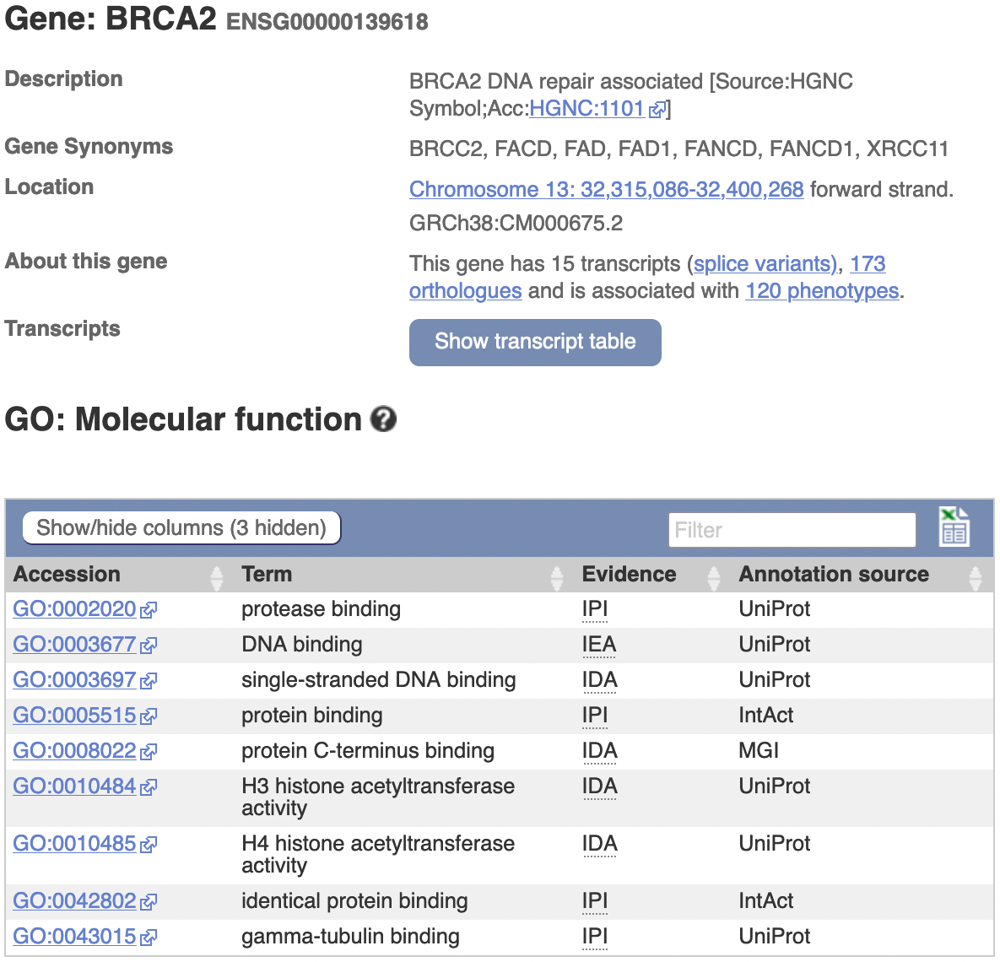 Gene: BRCA2 ENSG00000139618
Description
BRCA2 DNA repair associated [Source:HGNC
Symbol;Acc:HGNC:1101]
Gene Synonyms
BRCC2, FACD, FAD, FAD1, FANCD, FANCD1, XRCC11
Location
Chromosome 13: 32,315,086-32,400,268 forward strand.
GRCh38:CM000675.2
About this gene
This gene has 15 transcripts (splice variants), 173
orthologues and is associated with 120 phenotypes.
Transcripts
Show transcript table
GO: Molecular function ?
Show/hide columns (3 hidden)
Filter
Accession Term Evidence Annotation source
GO:0002020 protease binding IPI UniProt
GO:0003677 DNA binding IEA UniProt
GO:0003697 single-stranded DNA binding IDA UniProt
GO:0005515 protein binding IPI IntAct
GO:0008022 protein C-terminus binding IDA MGI
GO:0010484 H3 histone acetyltransferase IDA UniProt
activity
GO:0010485 H4 histone acetyltransferase IDA UniProt
activity
GO:0042802 identical protein binding IPI IntAct
GO:0043015 gamma-tubulin binding IPI UniProt